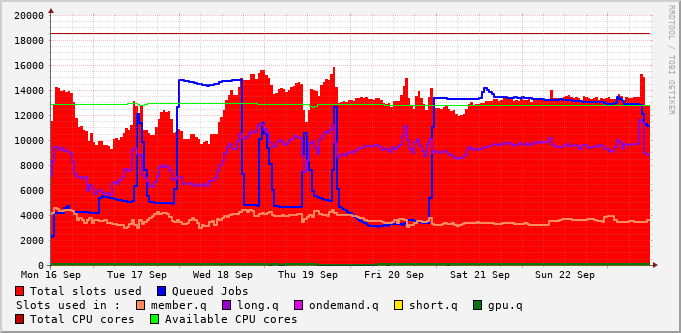 RRDTOOL / TOBI OETIKER
20000
18000
16000
14000
12000
10000
8000
6000
4000
2000
0
Mon 16 Sep Tue 17 Sep Wed 18 Sep Thu 19 Sep Fri 20 Sep Sat 21 Sep Sun 22 Sep
Total slots used Queued Jobs
Slots used in : member.q long.q ondemand.q short.q gpu.q
Total CPU cores Available CPU cores